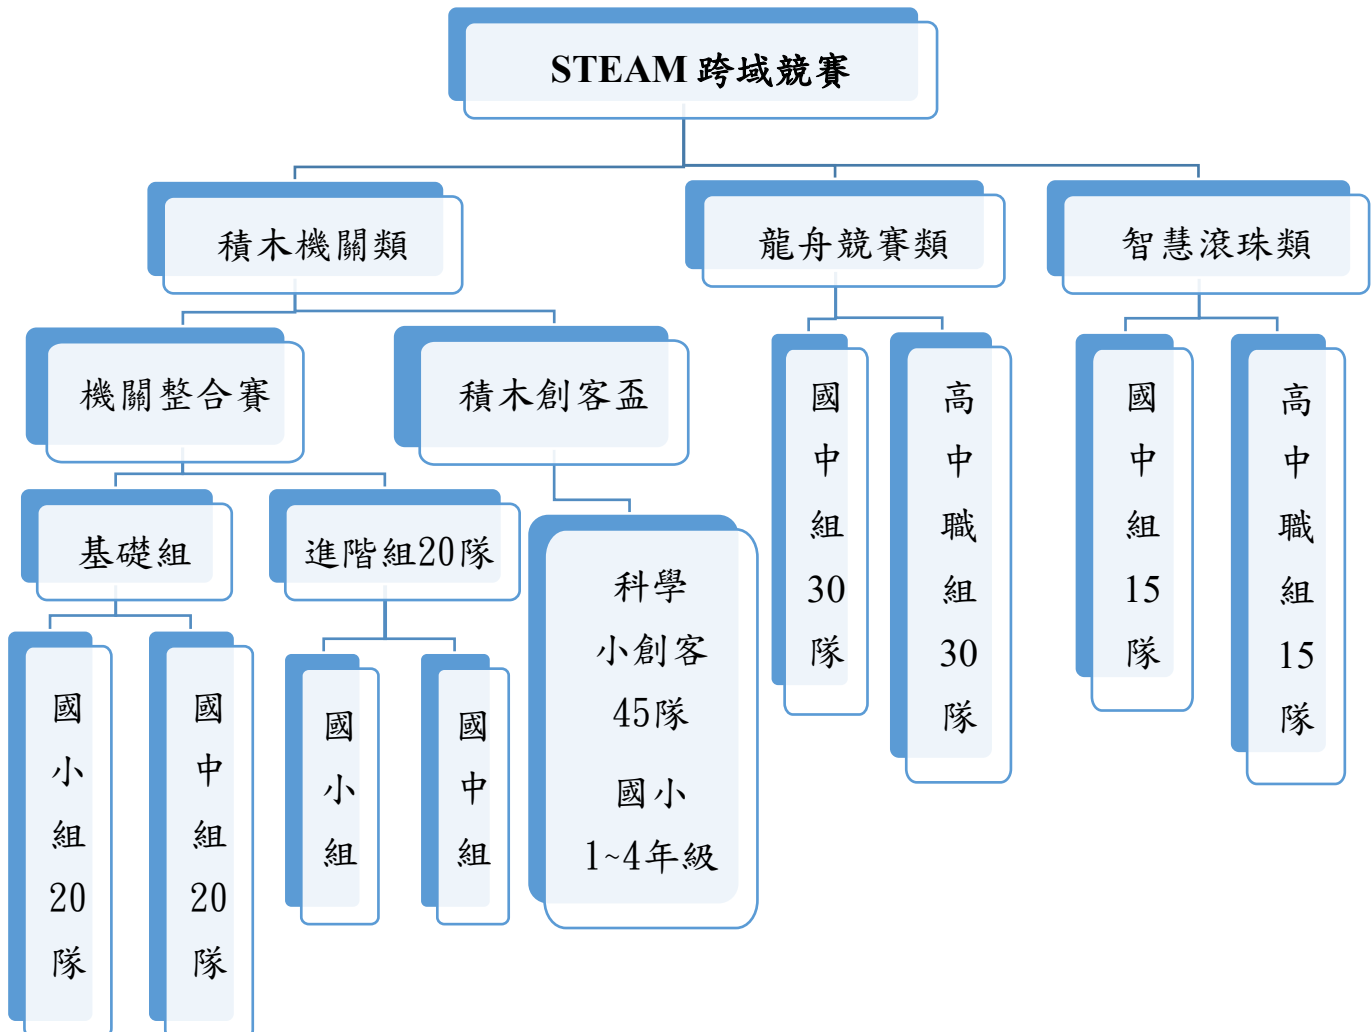 STEAM 跨域競賽
積木機關類
龍舟競賽類
智慧滾珠類
機關整合賽
積木創客盃
國中組30隊
高中職組30隊
國中組15隊
高中職組15隊
基礎組
進階組20隊
科學
小創客
45隊
國小
1~4年級
國小組20隊
國中組20隊
國小組
國中組